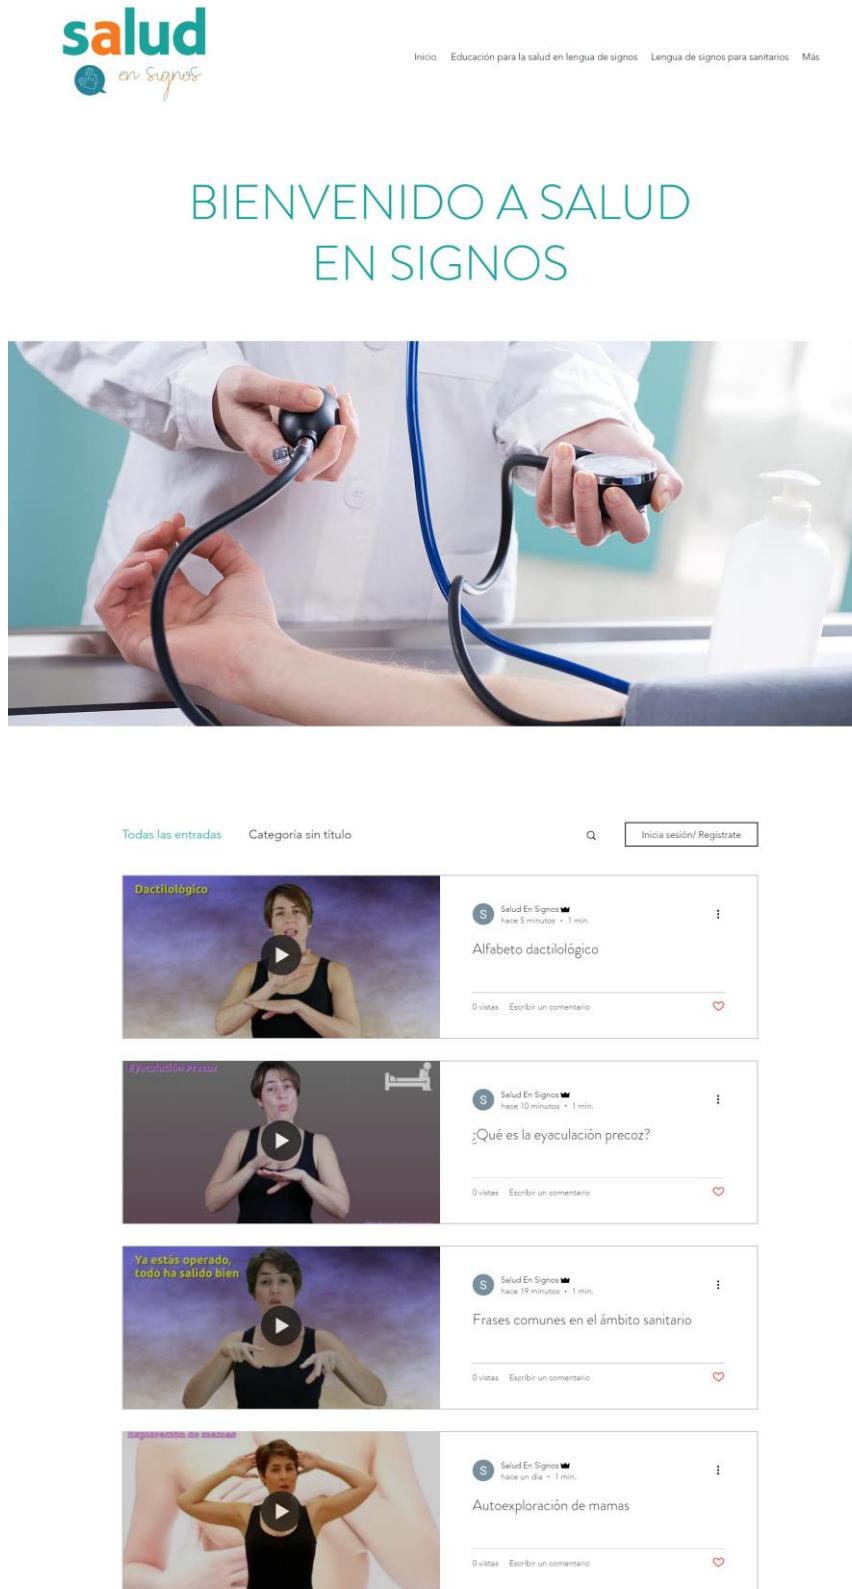 salud
en signos
Inicio Educación para la salud en lengua de signos Lengua de signos para sanitarios Más
BIENVENIDO A SALUD
EN SIGNOS
Todas las entradas Categoría sin título Inicia sesión/ Regístrate
Dactilológico
S Salud En Signos
hace 5 minutos • 1 min.
Alfabeto dactilológico
0 vistas Escribir un comentario
Eyaculación Precoz
S Salud En Signos
hace 10 minutos • 1 min.
¿Qué es la eyaculación precoz?
0 vistas Escribir un comentario
Ya estás operado,
todo ha salido bien
S Salud En Signos
hace 19 minutos • 1 min.
Frases comunes en el ámbito sanitario
0 vistas Escribir un comentario
Exploración de mamas
S Salud En Signos
hace un día • 1 min.
Autoexploración de mamas
0 vistas Escribir un comentario